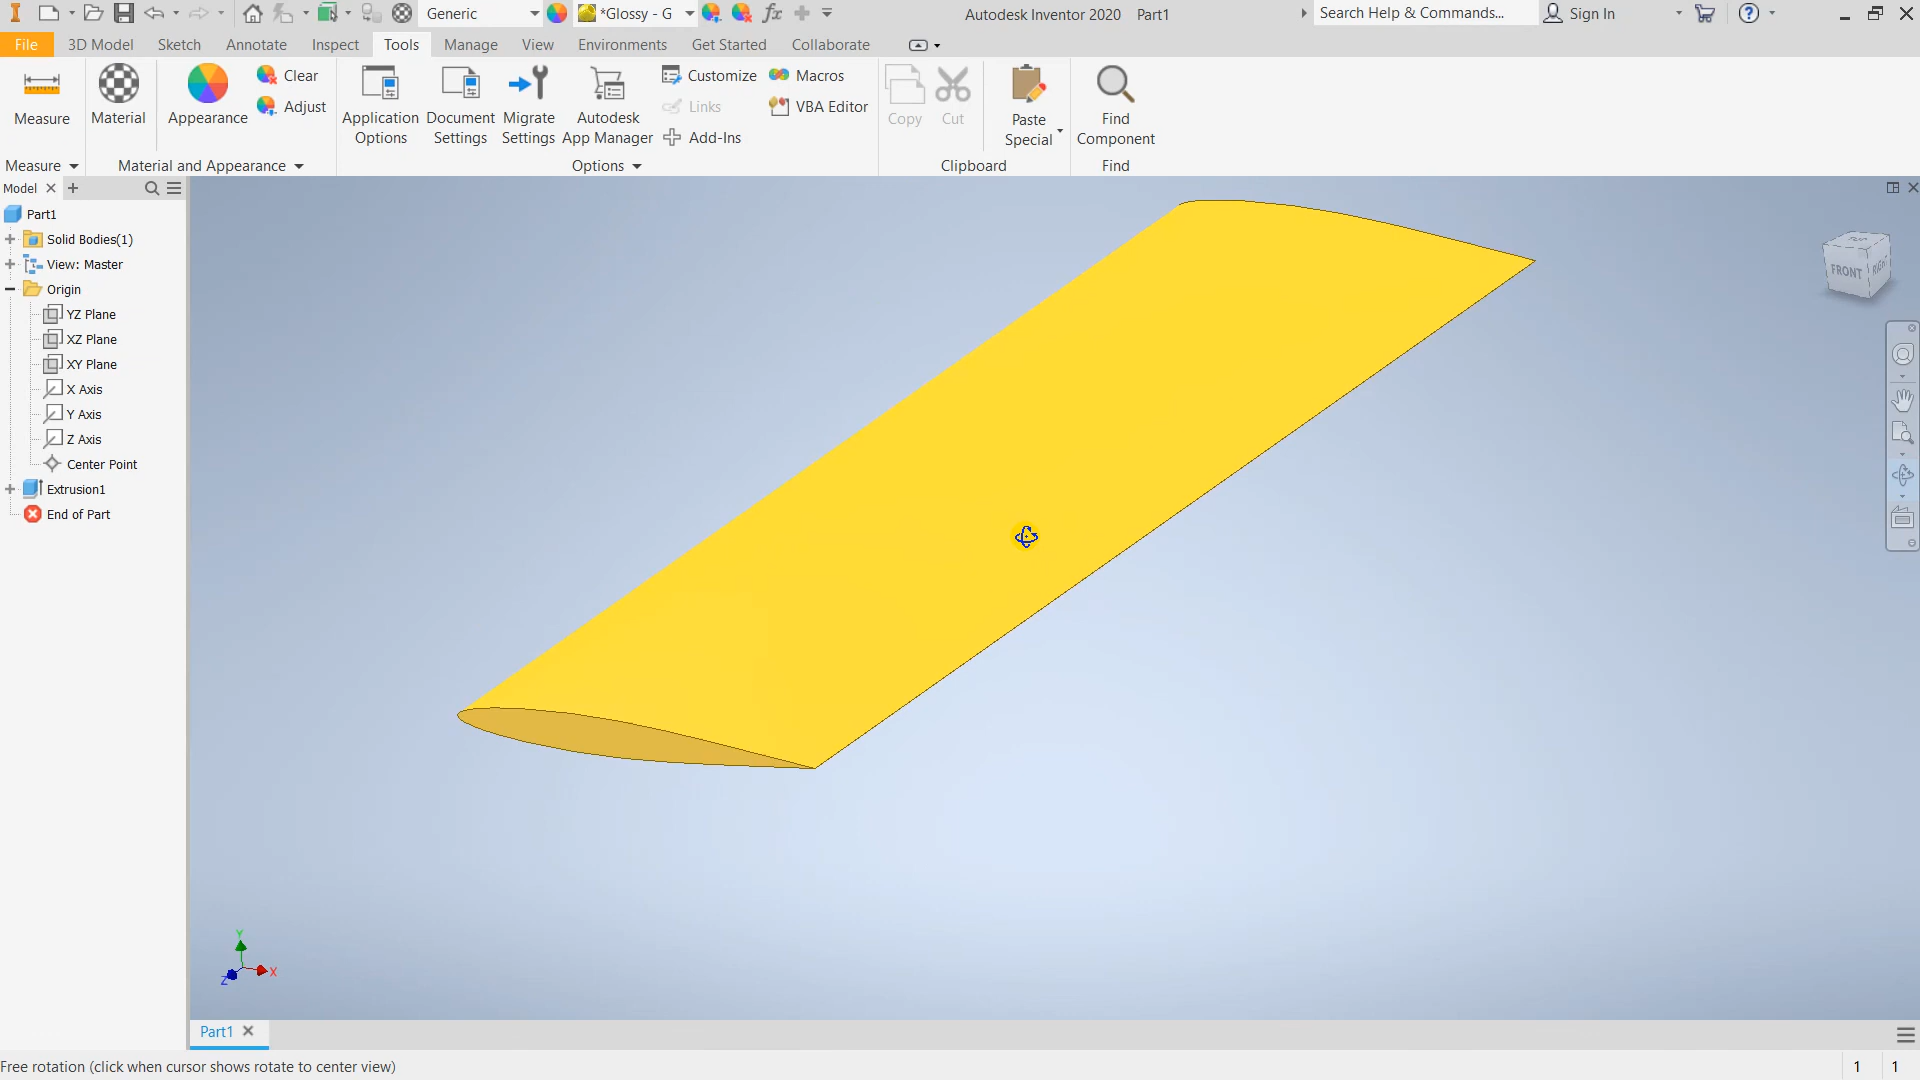 Generic
*Glossy - G
fx
Autodesk Inventor 2020 Part1
Search Help & Commands...
Sign In
File 3D Model Sketch Annotate Inspect Tools Manage View Environments Get Started Collaborate
Measure
Material
Appearance
Clear
Adjust
Application Options
Document Settings
Migrate Settings
Autodesk App Manager
Customize
Links
Add-Ins
Macros
VBA Editor
Copy
Cut
Paste Special
Find Component
Measure
Material and Appearance
Options
Clipboard
Find
Model
Part1
Solid Bodies(1)
View: Master
Origin
YZ Plane
XZ Plane
XY Plane
X Axis
Y Axis
Z Axis
Center Point
Extrusion1
End of Part
TOP
FRONT
RIGHT
Y
X
Z
Part1
Free rotation (click when cursor shows rotate to center view)
1 1